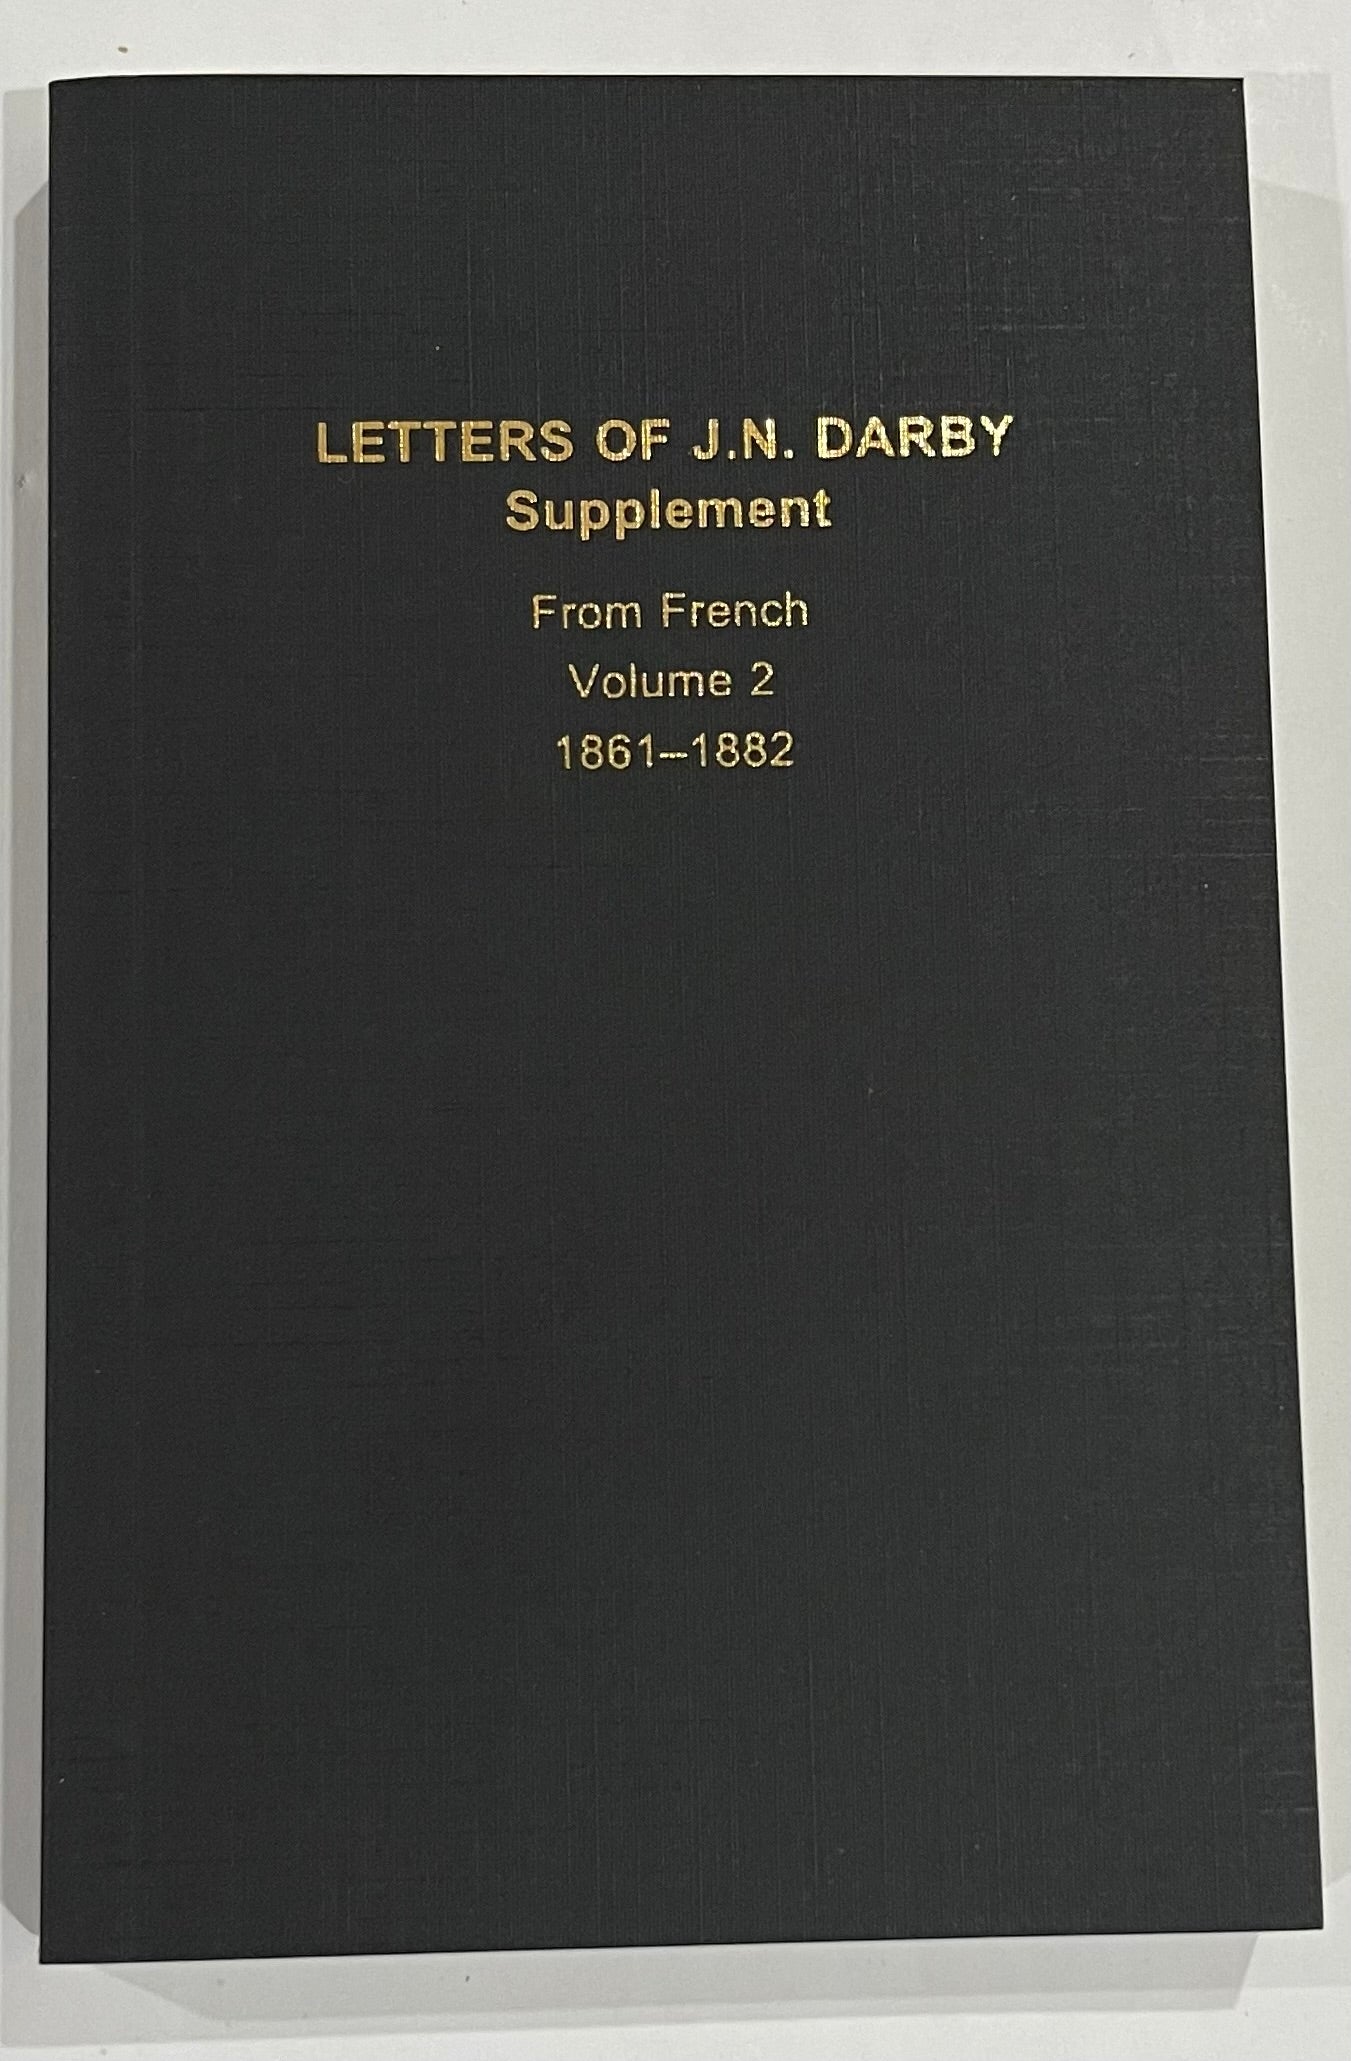 LETTERS OF J.N. DARBY
Supplement
From French
Volume 2
1861–1882